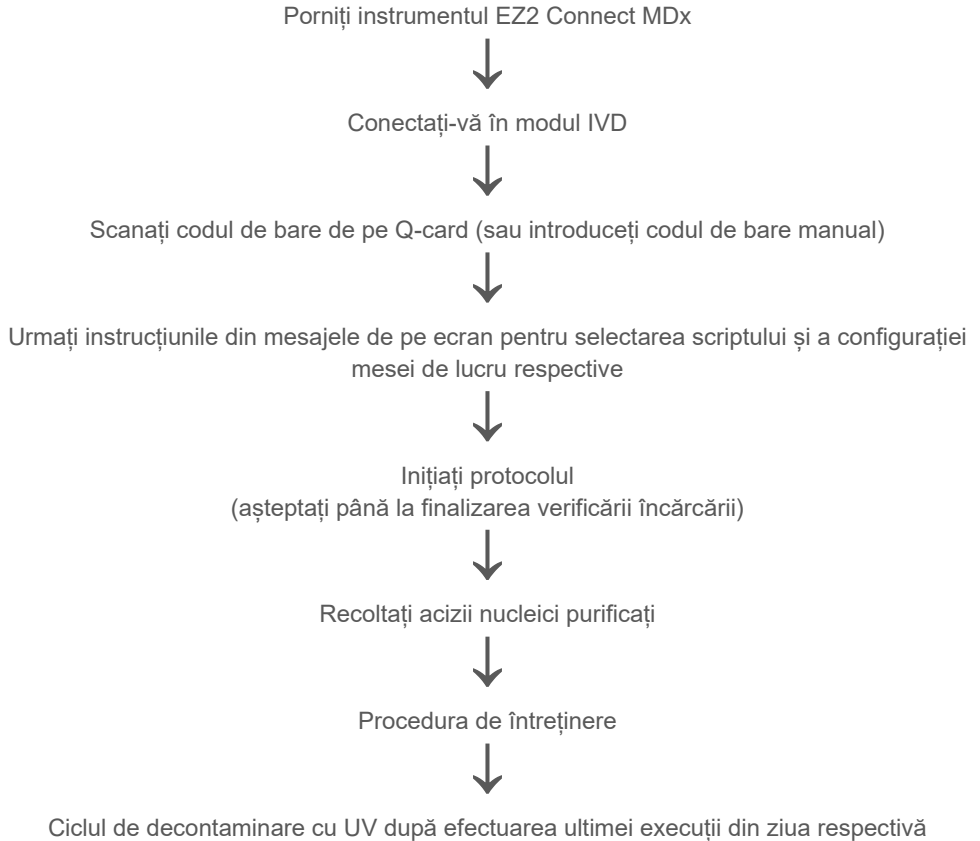 Porniți instrumentul EZ2 Connect MDx
Conectați-vă în modul IVD
Scanați codul de bare de pe Q-card (sau introduceți codul de bare manual)
Urmați instrucțiunile din mesajele de pe ecran pentru selectarea scriptului și a configurației
mesei de lucru respective
Inițiați protocolul
(așteptați până la finalizarea verificării încărcării)
Recoltați acizii nucleici purificați
Procedura de întreținere
Ciclul de decontaminare cu UV după efectuarea ultimei execuții din ziua respectivă